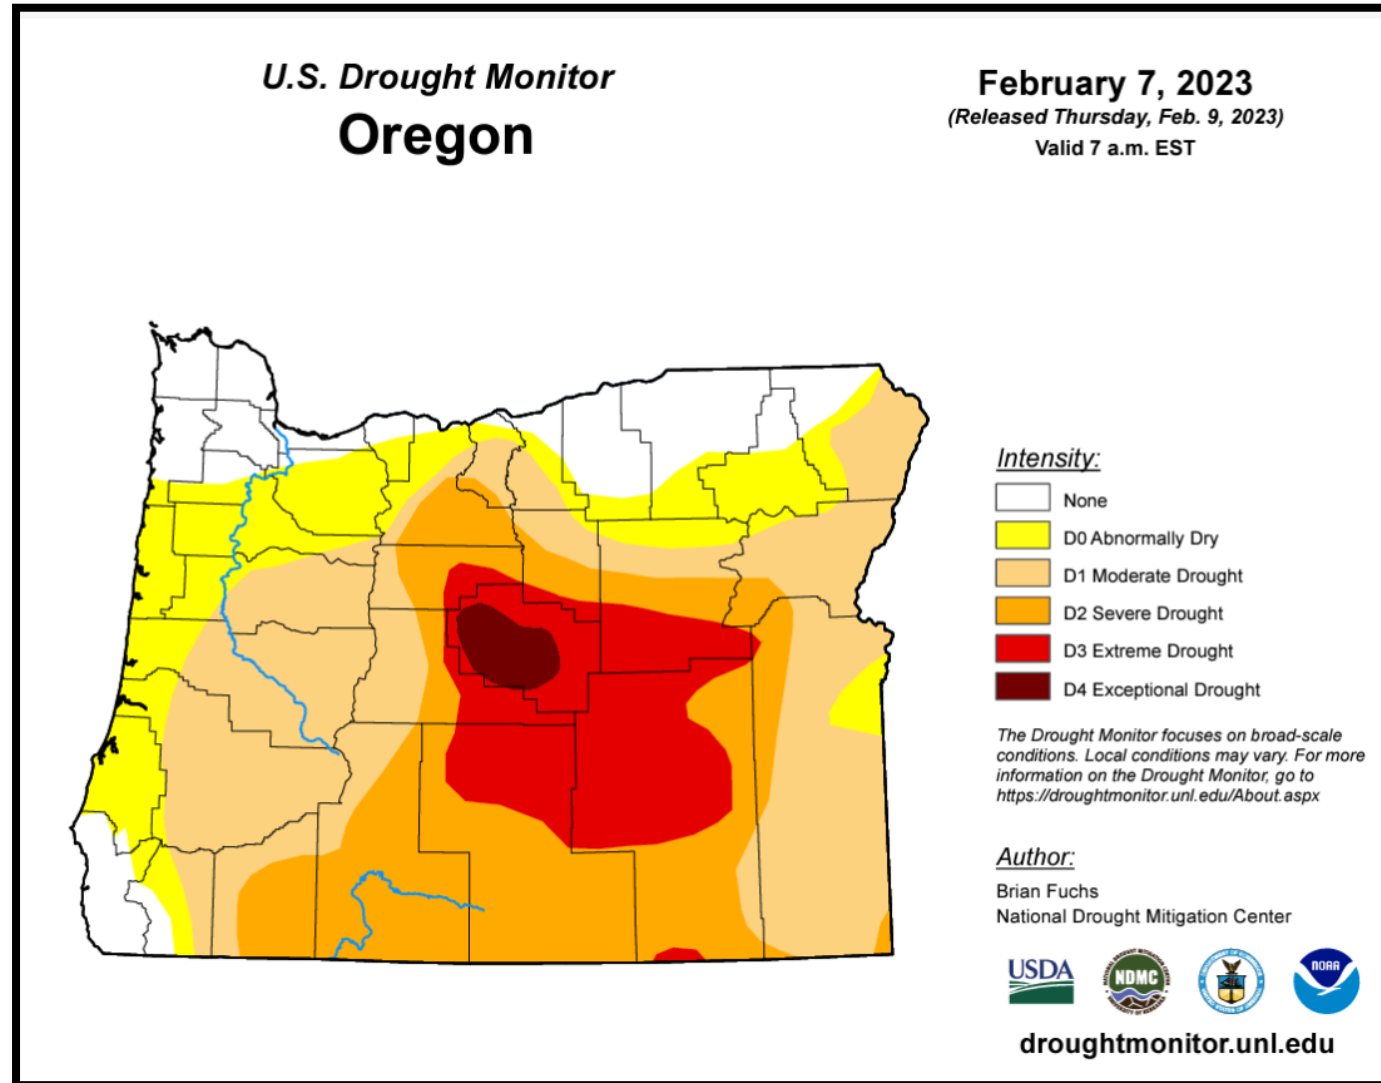 U.S. Drought Monitor
Oregon
February 7, 2023
(Released Thursday, Feb. 9, 2023)
Valid 7 a.m. EST
Intensity:
None
D0 Abnormally Dry
D1 Moderate Drought
D2 Severe Drought
D3 Extreme Drought
D4 Exceptional Drought
The Drought Monitor focuses on broad-scale
conditions. Local conditions may vary. For more
information on the Drought Monitor, go to
https://droughtmonitor.unl.edu/About.aspx
Author:
Brian Fuchs
National Drought Mitigation Center
USDA
NDMC
NOAA
droughtmonitor.unl.edu